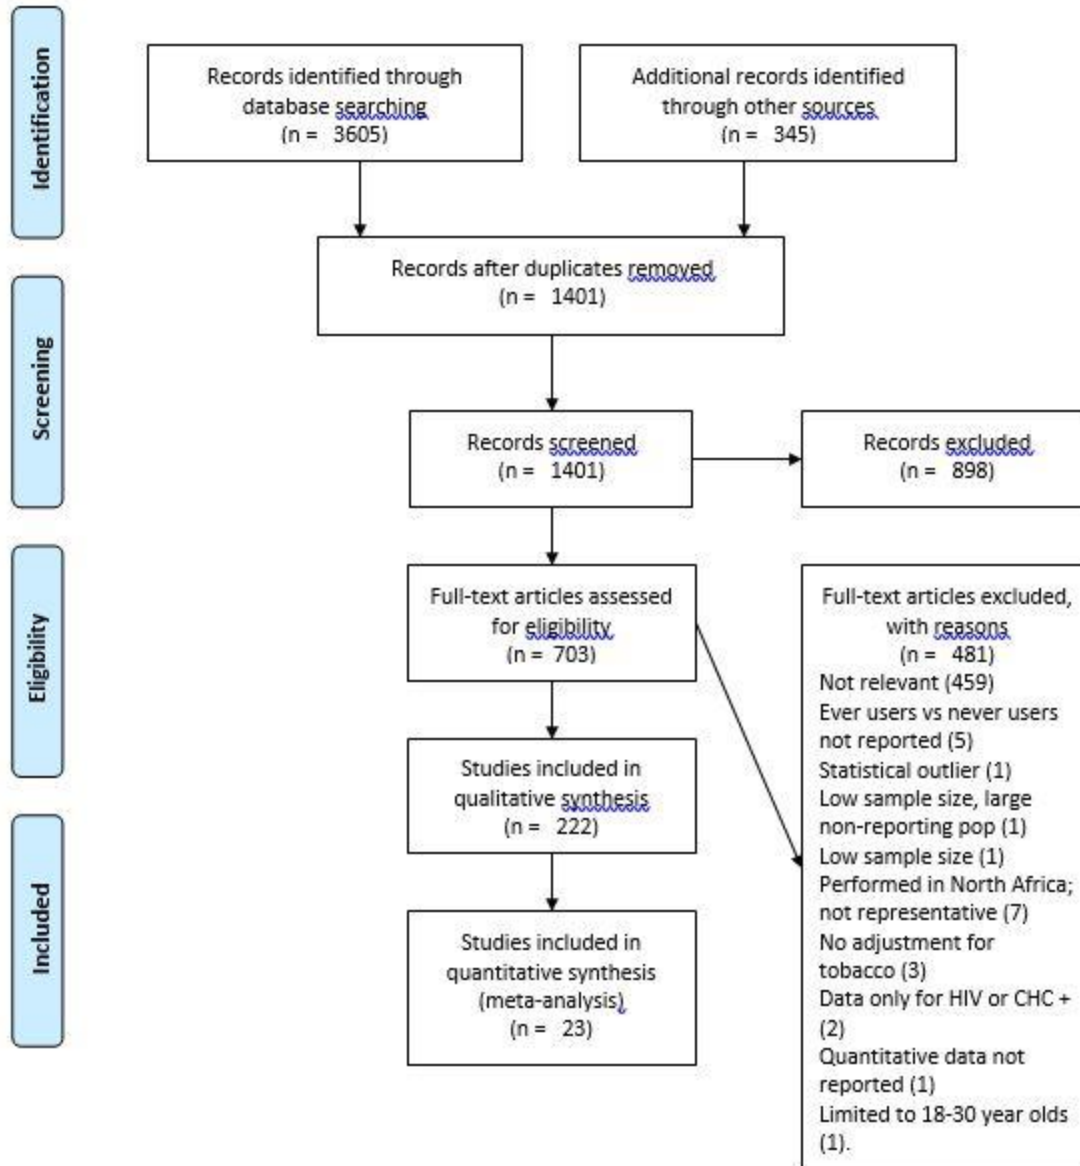 Identification
Records identified through
database searching
(n = 3605)
Additional records identified
through other sources
(n = 345)
Records after duplicates removed
(n = 1401)
Screening
Records screened
(n = 1401)
Records excluded
(n = 898)
Eligibility
Full-text articles assessed
for eligibility
(n = 703)
Full-text articles excluded,
with reasons
(n = 481)
Not relevant (459)
Ever users vs never users
not reported (5)
Statistical outlier (1)
Low sample size, large
non-reporting pop (1)
Low sample size (1)
Performed in North Africa;
not representative (7)
No adjustment for
tobacco (3)
Data only for HIV or CHC +
(2)
Quantitative data not
reported (1)
Limited to 18-30 year olds
(1).
Studies included in
qualitative synthesis
(n = 222)
Included
Studies included in
quantitative synthesis
(meta-analysis)
(n = 23)